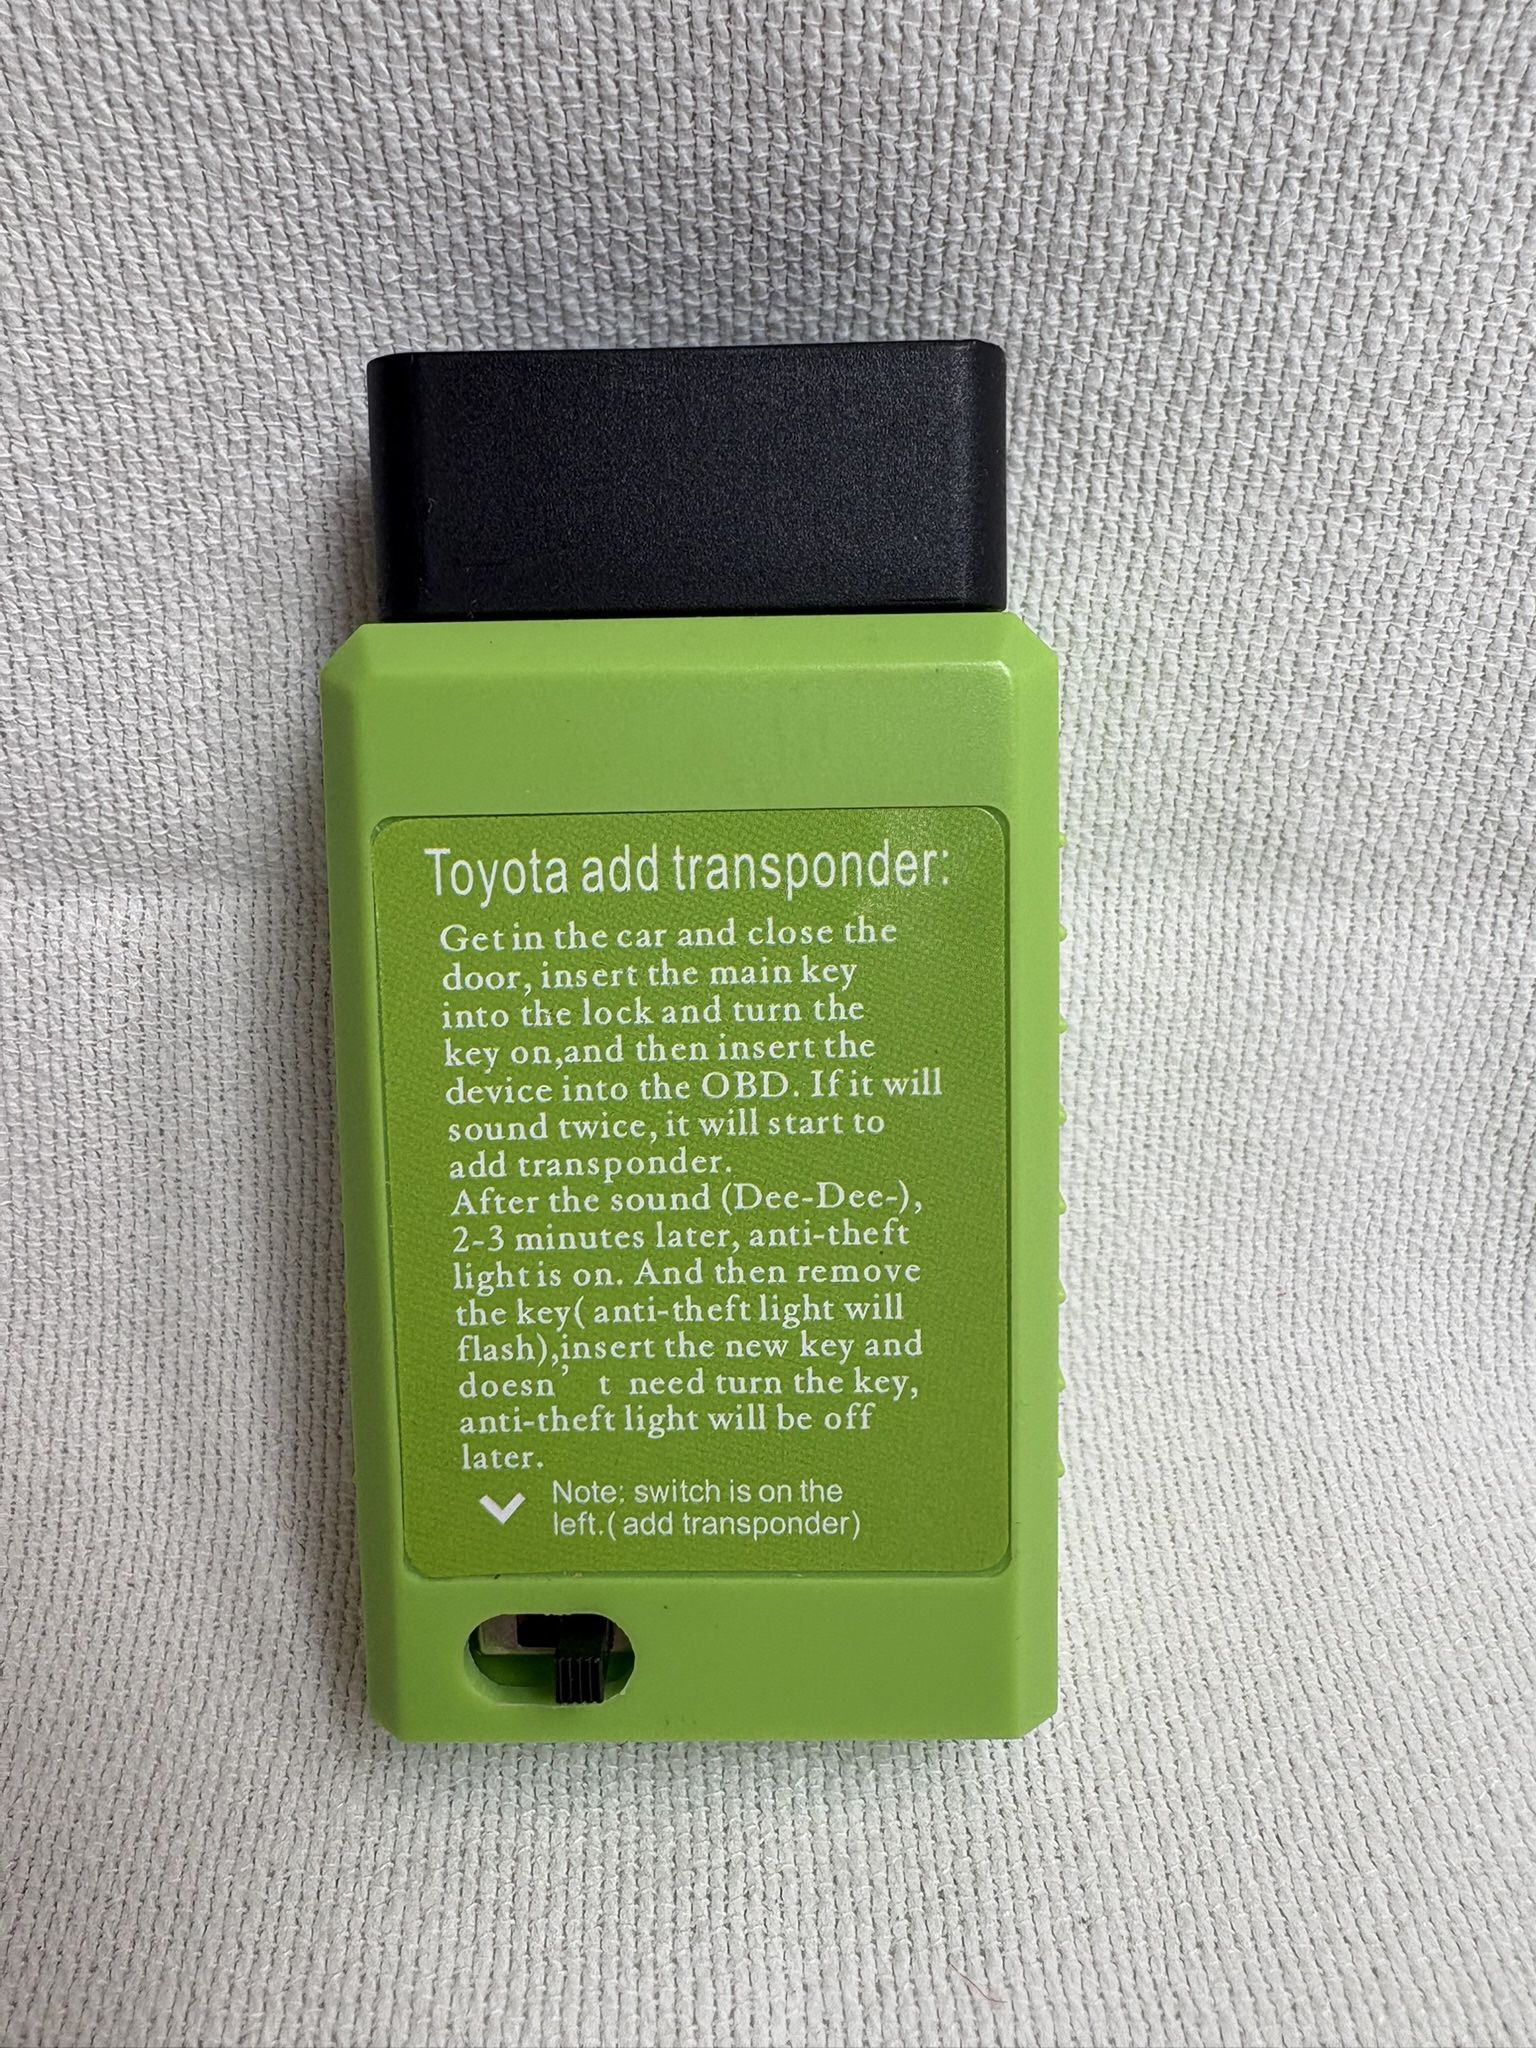 Toyota add transponder:
Get in the car and close the
door, insert the main key
into the lock and turn the
key on,and then insert the
device into the OBD. If it will
sound twice, it will start to
add transponder.
After the sound (Dee-Dee-),
2-3 minutes later, anti-theft
light is on. And then remove
the key( anti-theft light will
flash),insert the new key and
doesn’ t need turn the key,
anti-theft light will be off
later.
Note: switch is on the
left.( add transponder)